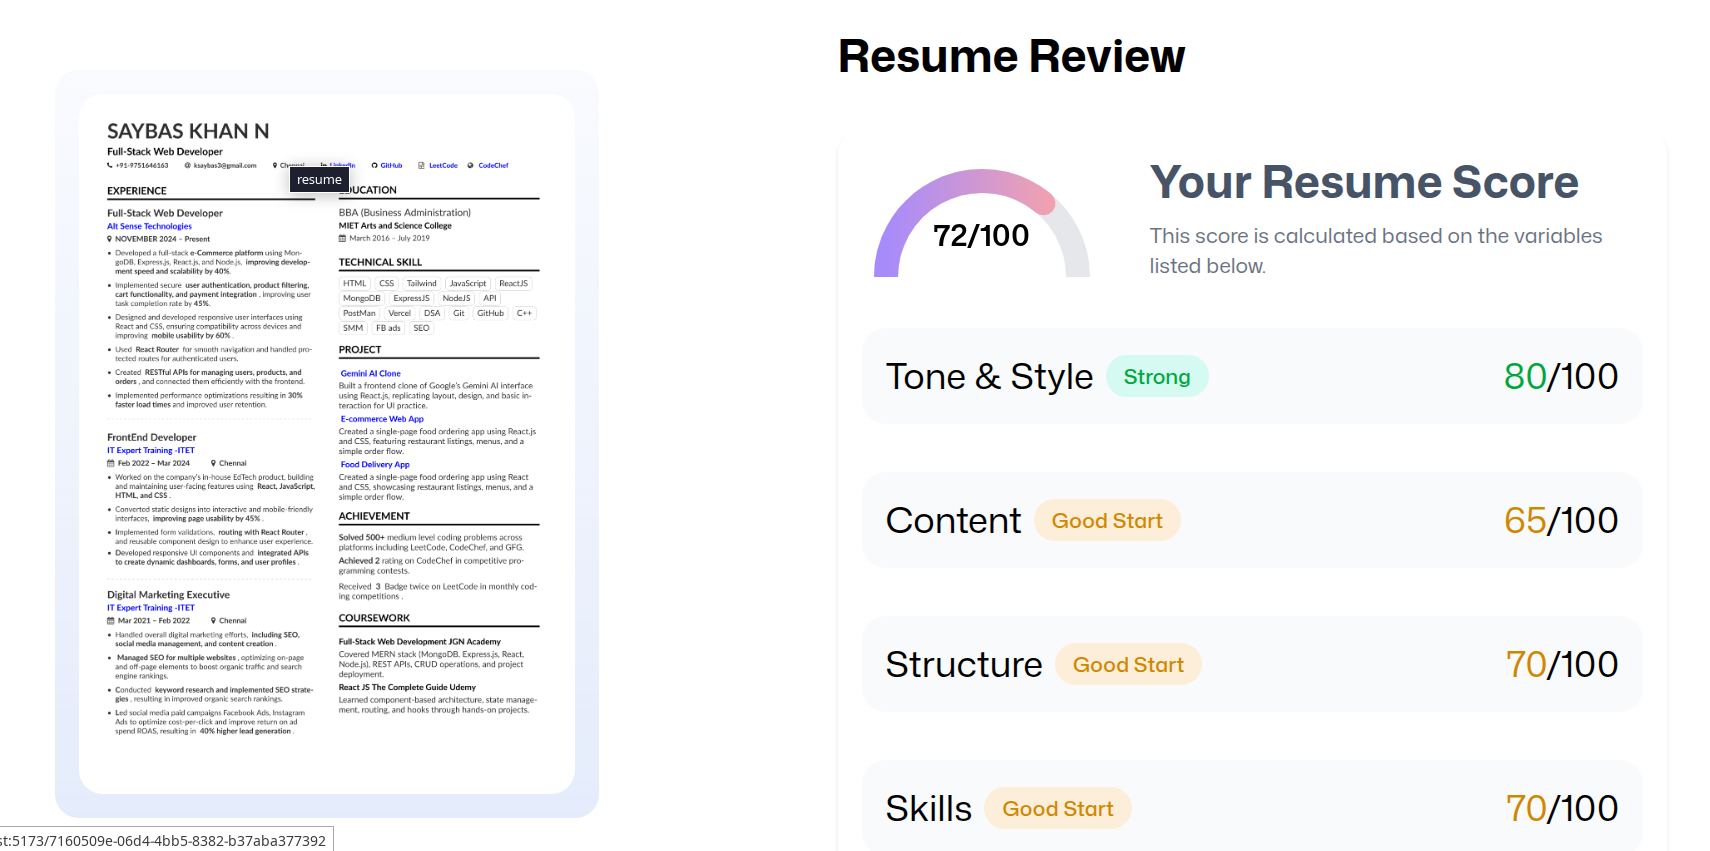 SAYBAS KHAN N
Full-Stack Web Developer
+91-9751646163 ksaybas3@gmail.com Chennai LinkedIn GitHub LeetCode CodeChef
resume
EXPERIENCE
Full-Stack Web Developer
Alt Sense Technologies
NOVEMBER 2024 – Present
• Developed a full-stack e-Commerce platform using Mon-
goDB, Express.js, React.js, and Node.js, improving develop-
ment speed and scalability by 40%.
• Implemented secure user authentication, product filtering,
cart functionality, and payment integration , improving user
task completion rate by 45%.
• Designed and developed responsive user interfaces using
React and CSS, ensuring compatibility across devices and
improving mobile usability by 60% .
• Used React Router for smooth navigation and handled pro-
tected routes for authenticated users.
• Created RESTful APIs for managing users, products, and
orders , and connected them efficiently with the frontend.
• Implemented performance optimizations resulting in 30%
faster load times and improved user retention.
FrontEnd Developer
IT Expert Training -ITET
Feb 2022 – Mar 2024 Chennai
• Worked on the company's in-house EdTech product, building
and maintaining user-facing features using React, JavaScript,
HTML, and CSS .
• Converted static designs into interactive and mobile-friendly
interfaces, improving page usability by 45% .
• Implemented form validations, routing with React Router ,
and reusable component design to enhance user experience.
• Developed responsive UI components and integrated APIs
to create dynamic dashboards, forms, and user profiles .
Digital Marketing Executive
IT Expert Training -ITET
Mar 2021 – Feb 2022 Chennai
• Handled overall digital marketing efforts, including SEO,
social media management, and content creation .
• Managed SEO for multiple websites , optimizing on-page
and off-page elements to boost organic traffic and search
engine rankings.
• Conducted keyword research and implemented SEO strate-
gies , resulting in improved organic search rankings.
• Led social media paid campaigns Facebook Ads, Instagram
Ads to optimize cost-per-click and improve return on ad
spend ROAS, resulting in 40% higher lead generation .
EDUCATION
BBA (Business Administration)
MIET Arts and Science College
March 2016 – July 2019
TECHNICAL SKILL
HTML CSS Tailwind JavaScript ReactJS
MongoDB ExpressJS NodeJS API
PostMan Vercel DSA Git GitHub C++
SMM FB ads SEO
PROJECT
Gemini AI Clone
Built a frontend clone of Google's Gemini AI interface
using React.js, replicating layout, design, and basic in-
teraction for UI practice.
E-commerce Web App
Created a single-page food ordering app using React.js
and CSS, featuring restaurant listings, menus, and a
simple order flow.
Food Delivery App
Created a single-page food ordering app using React
and CSS, showcasing restaurant listings, menus, and a
simple order flow.
ACHIEVEMENT
Solved 500+ medium level coding problems across
platforms including LeetCode, CodeChef, and GFG.
Achieved 2 rating on CodeChef in competitive pro-
gramming contests.
Received 3 Badge twice on LeetCode in monthly cod-
ing competitions .
COURSEWORK
Full-Stack Web Development JGN Academy
Covered MERN stack (MongoDB, Express.js, React,
Node.js), REST APIs, CRUD operations, and project
deployment.
React JS The Complete Guide Udemy
Learned component-based architecture, state manage-
ment, routing, and hooks through hands-on projects.
st:5173/7160509e-06d4-4bb5-8382-b37aba377392
Resume Review
72/100
Your Resume Score
This score is calculated based on the variables
listed below.
Tone & Style Strong 80/100
Content Good Start 65/100
Structure Good Start 70/100
Skills Good Start 70/100